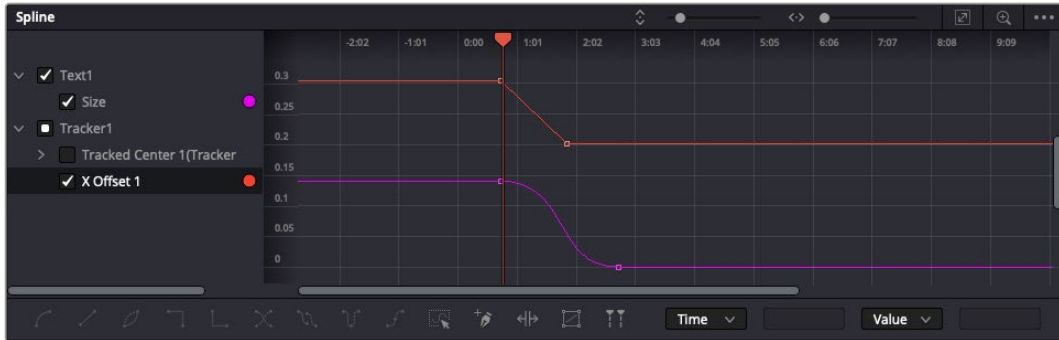 Spline
-2:02 -1:01 0:00 1:01 2:02 3:03 4:04 5:05 6:06 7:07 8:08 9:09
Text1
Size
Tracker1
Tracked Center 1(Tracker
X Offset 1
0.3
0.25
0.2
0.15
0.1
0.05
0
Time
Value